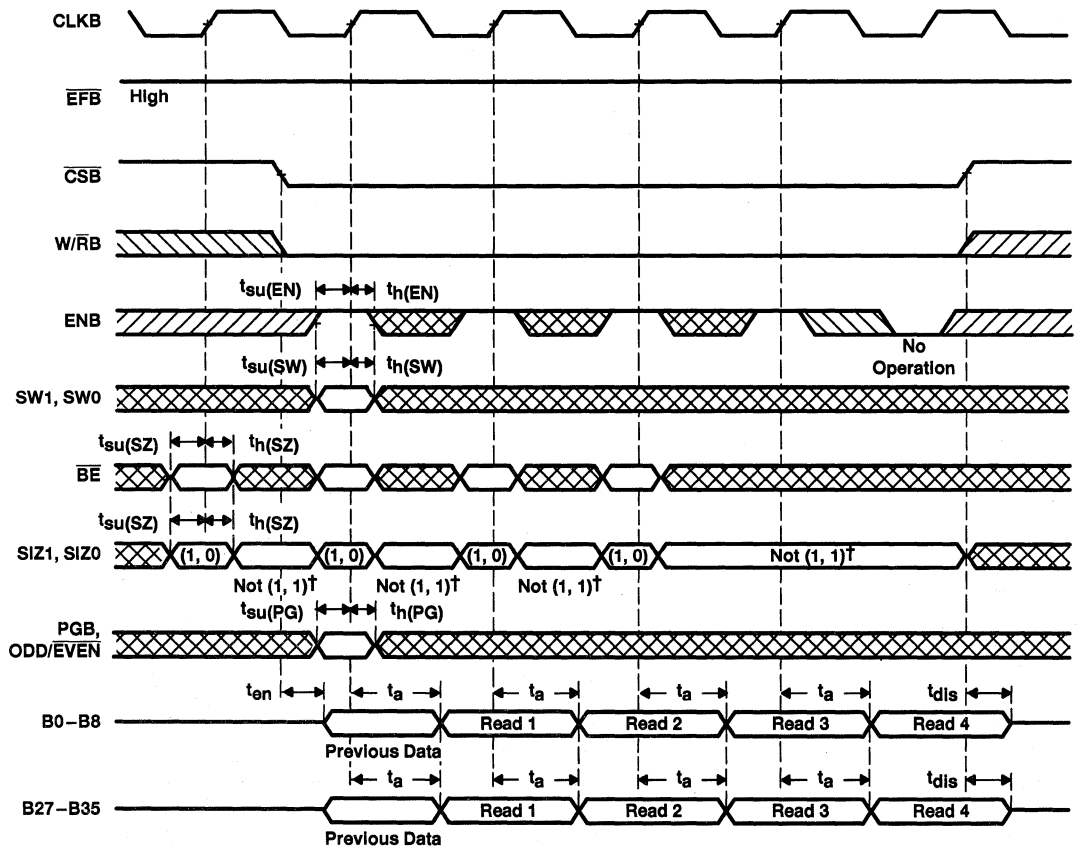 CLKB
EFB
High
CSB
W/RB
tsu(EN) th(EN)
ENB
No
Operation
tsu(SW) th(SW)
SW1, SW0
tsu(SZ) th(SZ)
BE
tsu(SZ) th(SZ)
SIZ1, SIZ0 (1, 0) (1, 0) (1, 0) (1, 0) Not (1, 1)†
Not (1, 1)† Not (1, 1)† Not (1, 1)†
tsu(PG) th(PG)
PGB,
ODD/EVEN
ten ta ta ta ta tdis
B0–B8 Read 1 Read 2 Read 3 Read 4
Previous Data
ta ta ta ta tdis
B27–B35 Read 1 Read 2 Read 3 Read 4
Previous Data